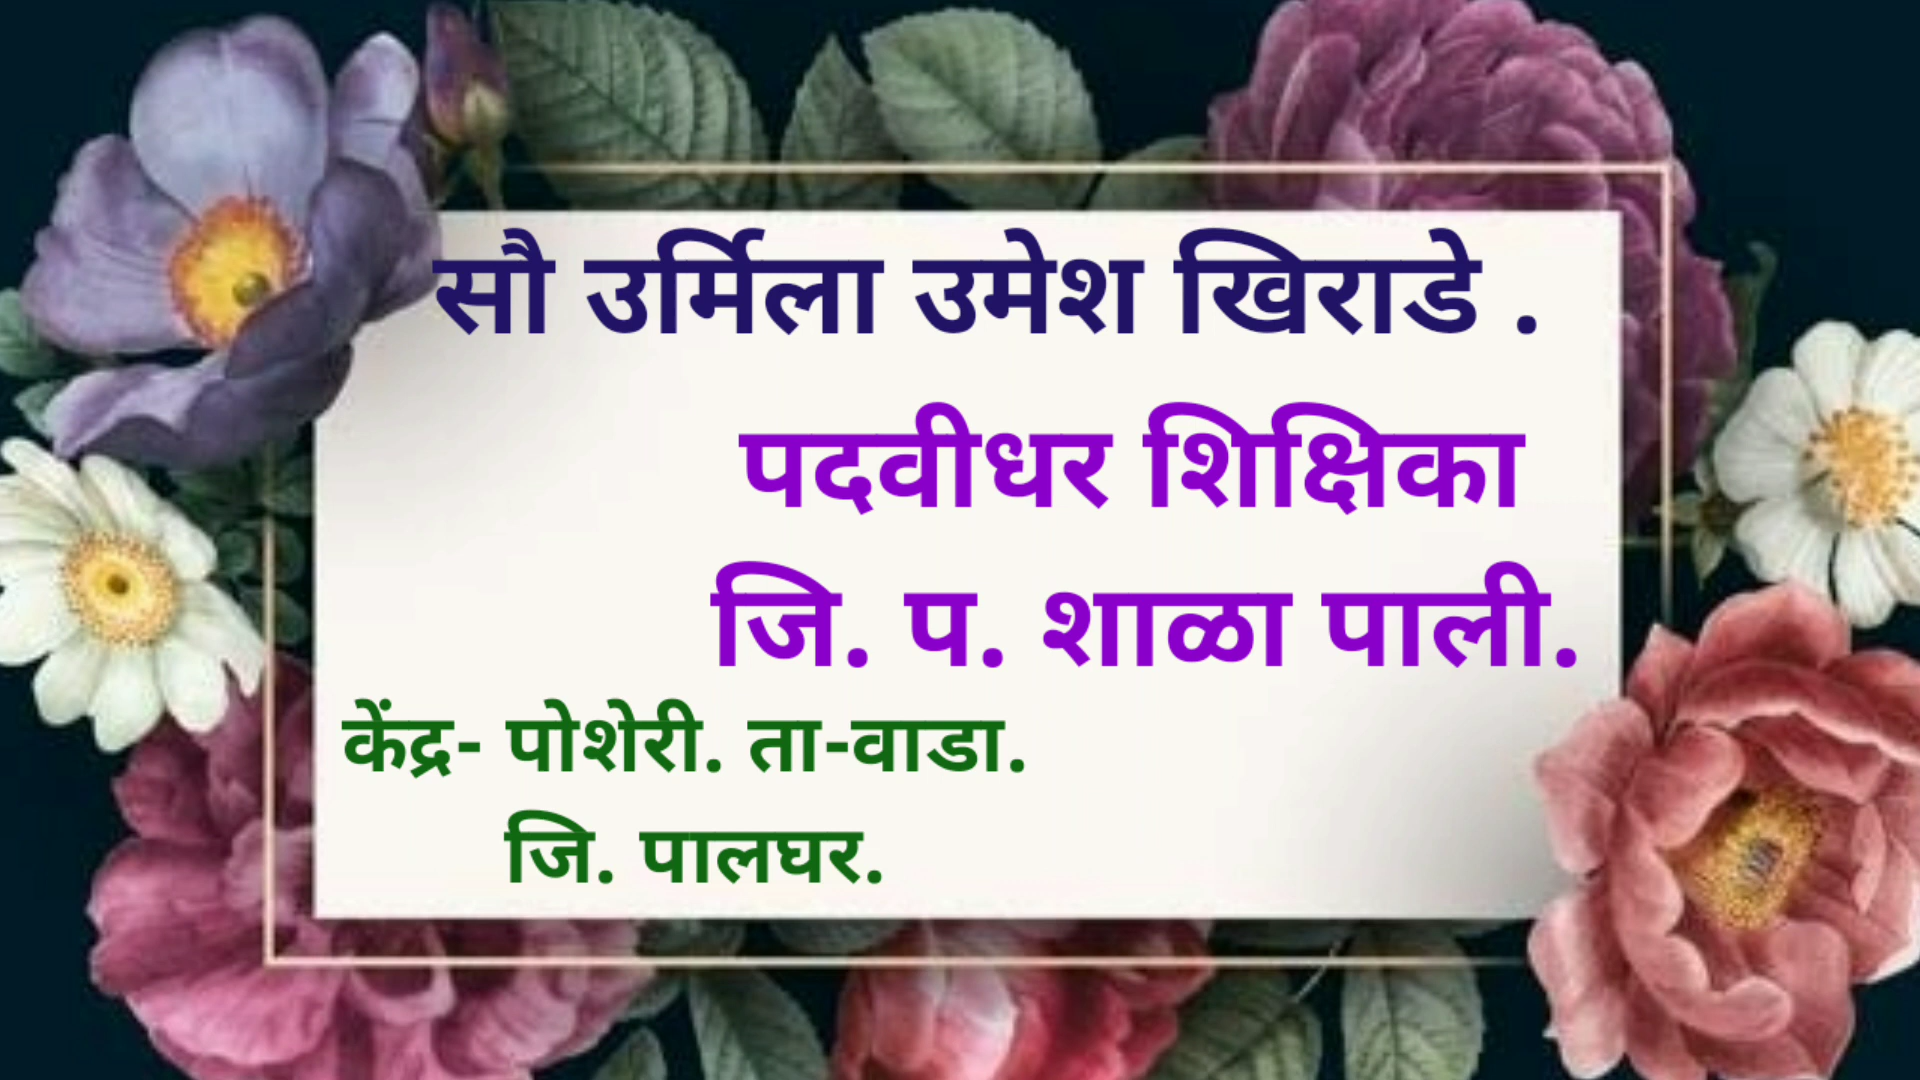 सौ उर्मिला उमेश खिराडे .
पदवीधर शिक्षिका
जि. प. शाळा पाली.
केंद्र- पोशेरी. ता-वाडा.
जि. पालघर.